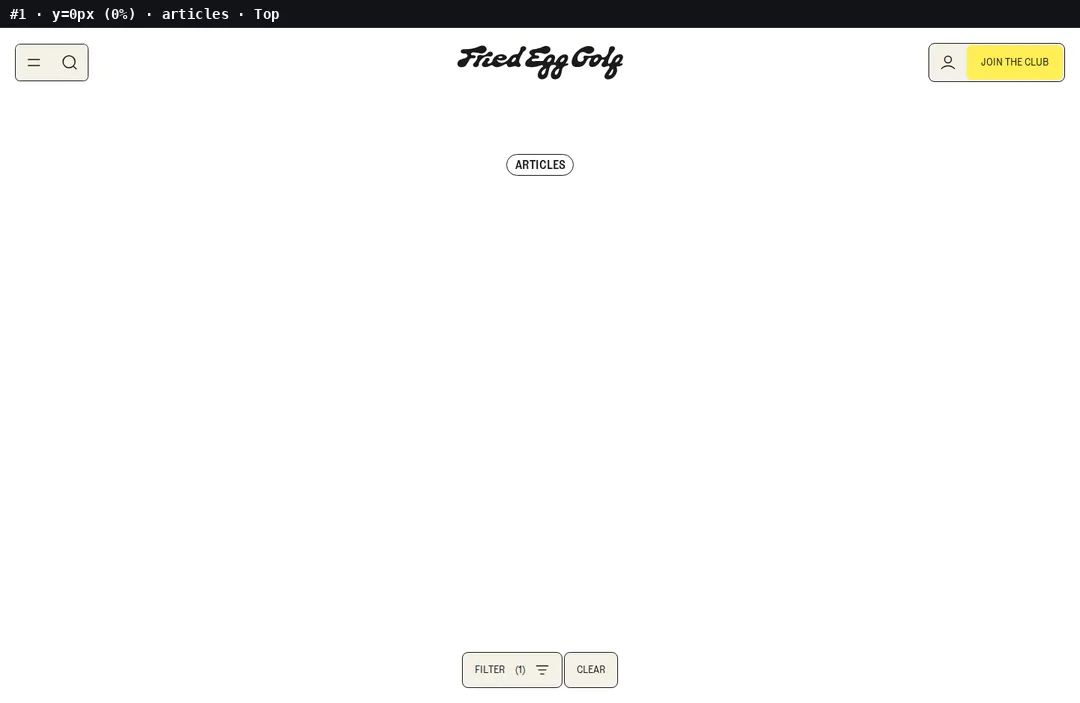 #1 · y=0px (0%) · articles · Top
Fried Egg Golf
JOIN THE CLUB
ARTICLES
FILTER (1)
CLEAR